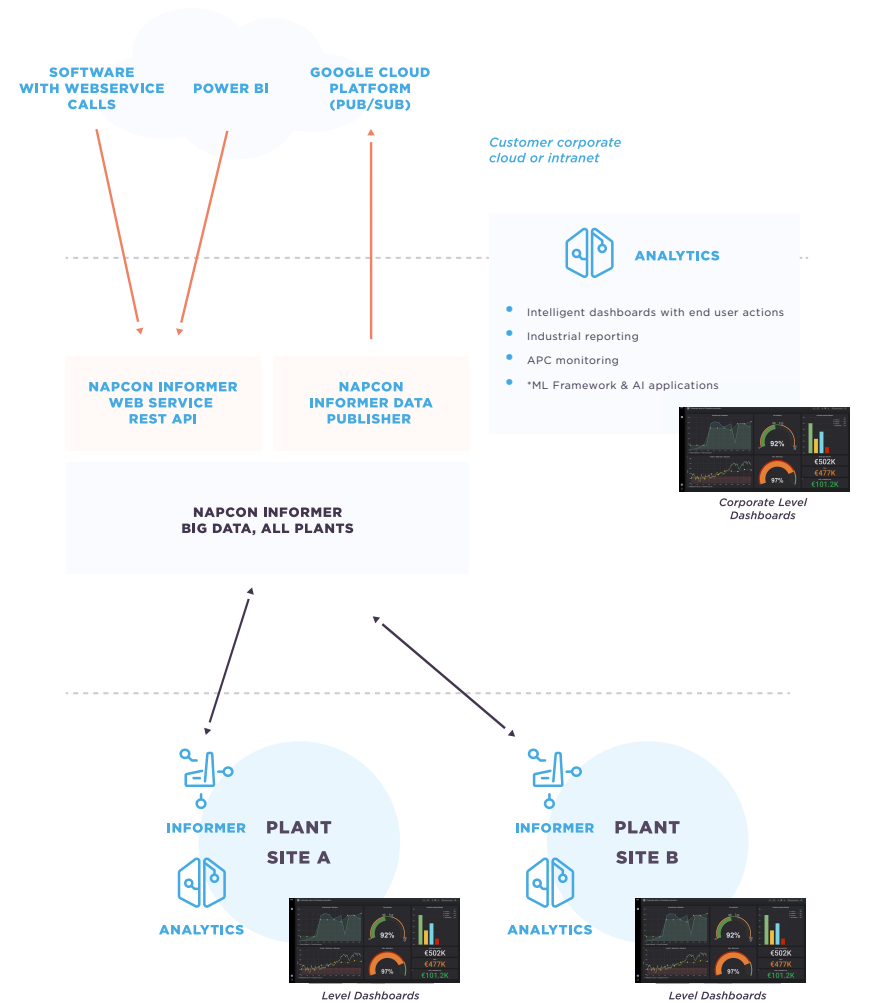 SOFTWARE
WITH WEBSERVICE
CALLS
POWER BI
GOOGLE CLOUD
PLATFORM
(PUB/SUB)
Customer corporate
cloud or intranet
ANALYTICS
Intelligent dashboards with end user actions
Industrial reporting
APC monitoring
*ML Framework & AI applications
NAPCON INFORMER
WEB SERVICE
REST API
NAPCON
INFORMER DATA
PUBLISHER
92%
97%
€502K
€477K
€101.2K
Corporate Level
Dashboards
NAPCON INFORMER
BIG DATA, ALL PLANTS
INFORMER
PLANT
SITE A
ANALYTICS
92%
97%
€502K
€477K
€101.2K
Level Dashboards
INFORMER
PLANT
SITE B
ANALYTICS
92%
97%
€502K
€477K
€101.2K
Level Dashboards